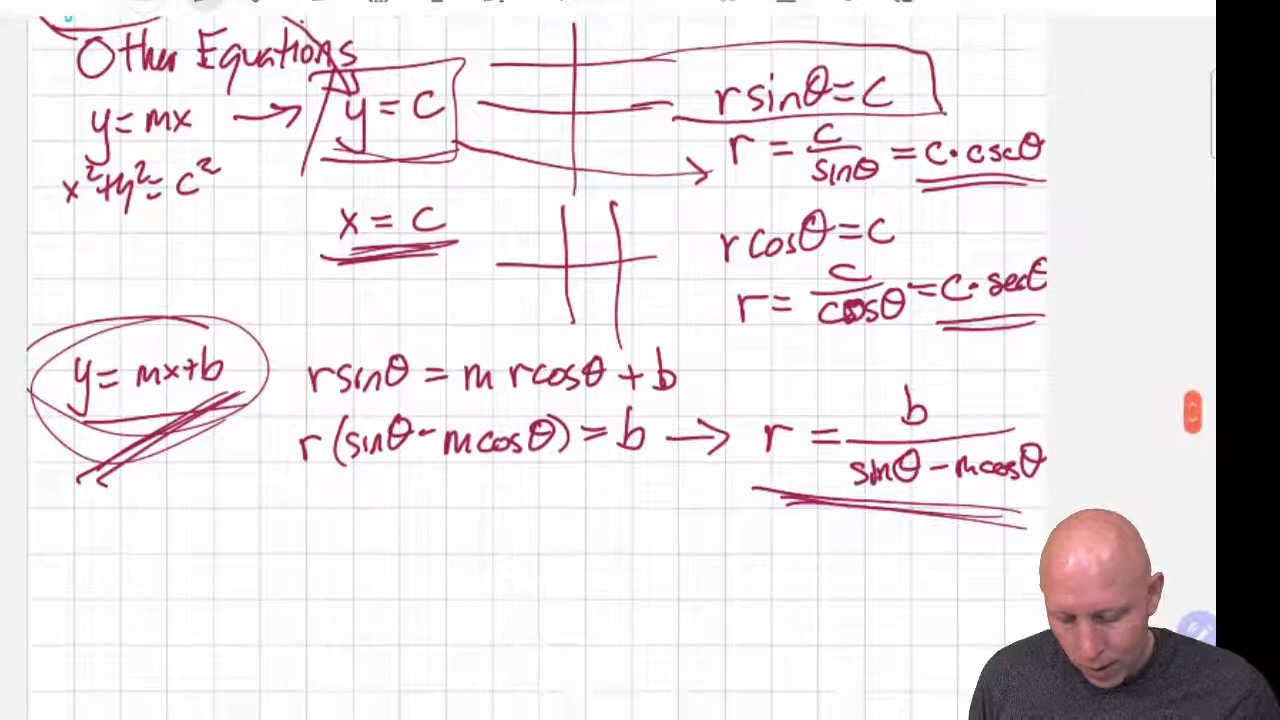 Other Equations
y = mx → y = c
x² + y² = c²
r sinθ = c
r = c/sinθ = c · cscθ
x = c
r cosθ = c
r = c/cosθ = c · secθ
y = mx + b
r sinθ = m r cosθ + b
r (sinθ - m cosθ) = b → r = b/(sinθ - m cosθ)